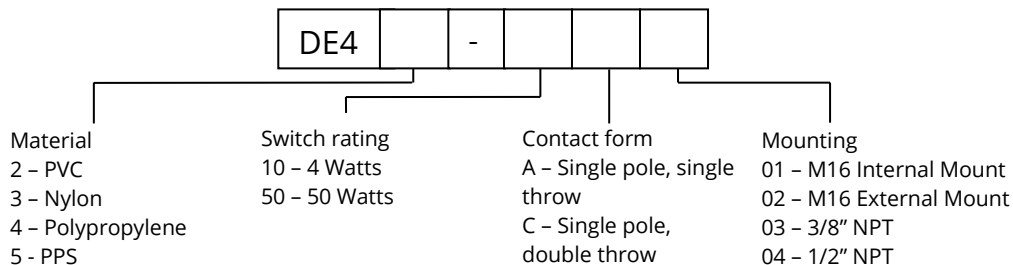 DE4 -
Material
2 – PVC
3 – Nylon
4 – Polypropylene
5 - PPS
Switch rating
10 – 4 Watts
50 – 50 Watts
Contact form
A – Single pole, single
throw
C – Single pole,
double throw
Mounting
01 – M16 Internal Mount
02 – M16 External Mount
03 – 3/8” NPT
04 – 1/2” NPT